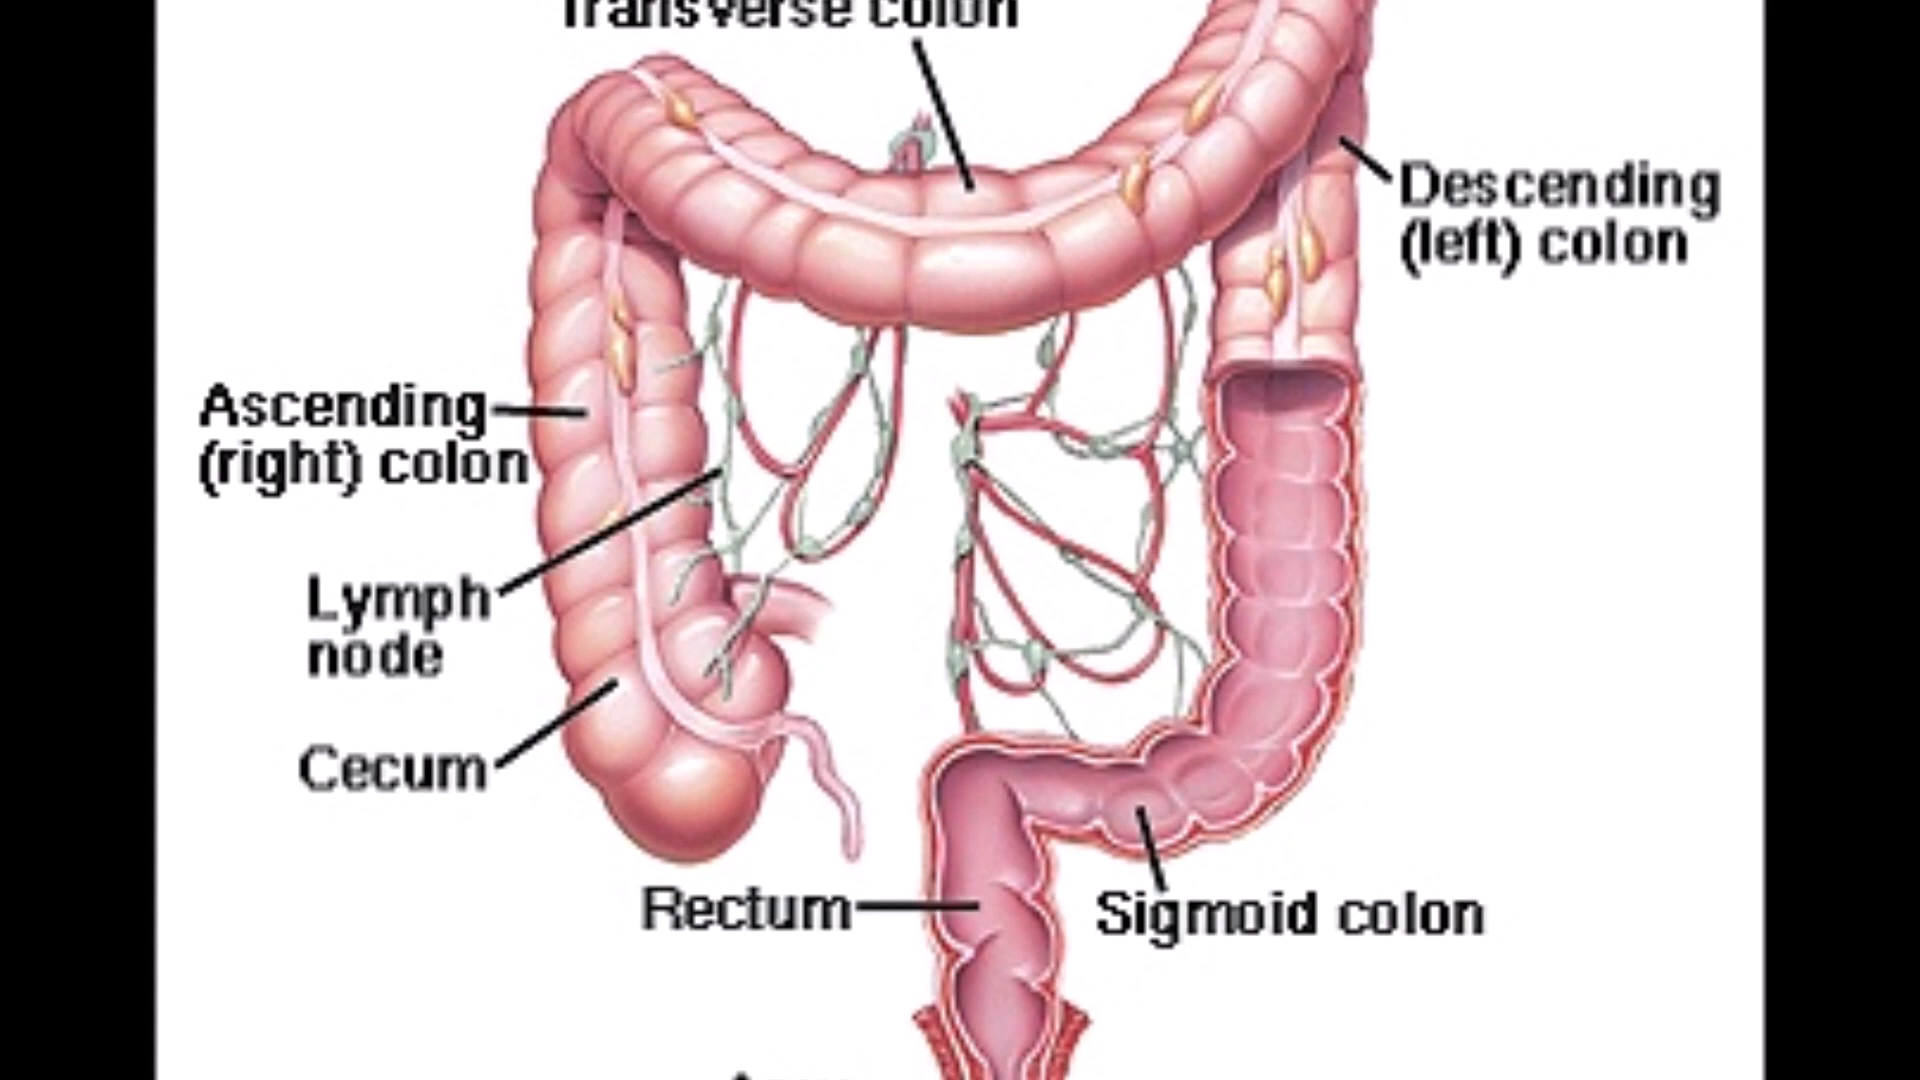 Transverse colon
Descending
(left) colon
Ascending
(right) colon
Lymph
node
Cecum
Rectum
Sigmoid colon